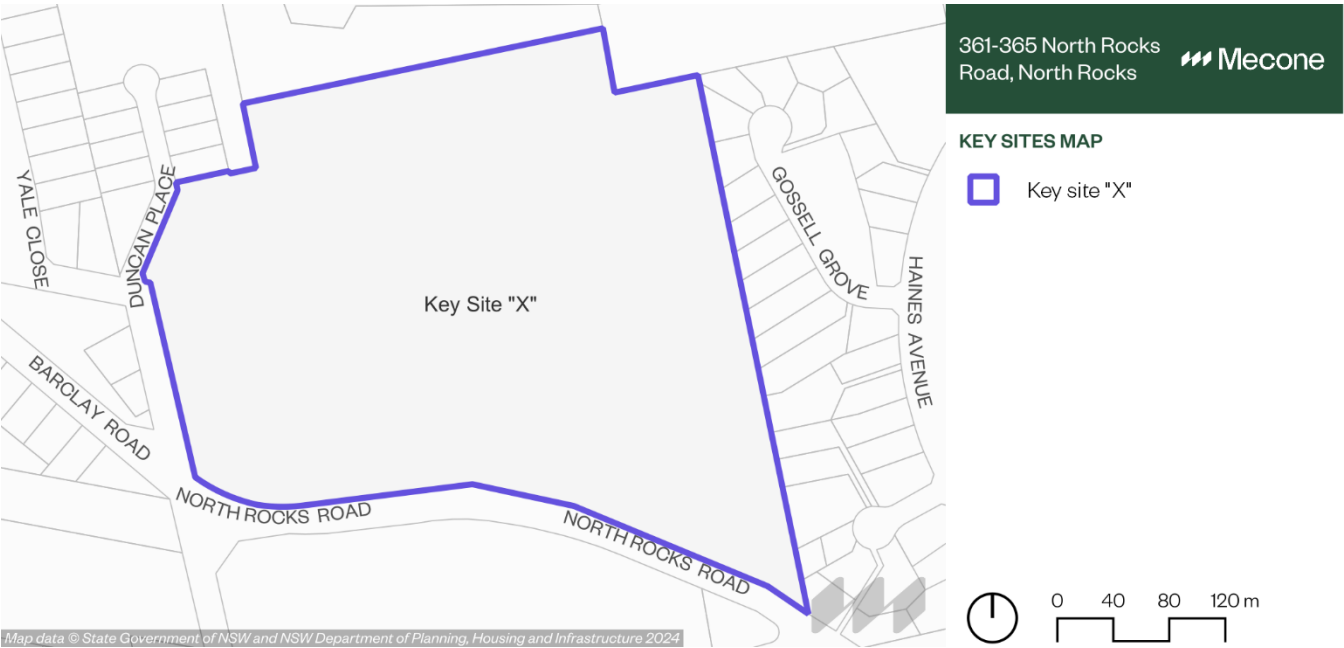 361-365 North Rocks
Road, North Rocks
Mecone
KEY SITES MAP
Key site "X"
YALE CLOSE
DUNCAN PLACE
BARCLAY ROAD
Key Site "X"
GOSSELL GROVE
HAINES AVENUE
NORTH ROCKS ROAD
NORTH ROCKS ROAD
0 40 80 120 m
Map data © State Government of NSW and NSW Department of Planning, Housing and Infrastructure 2024